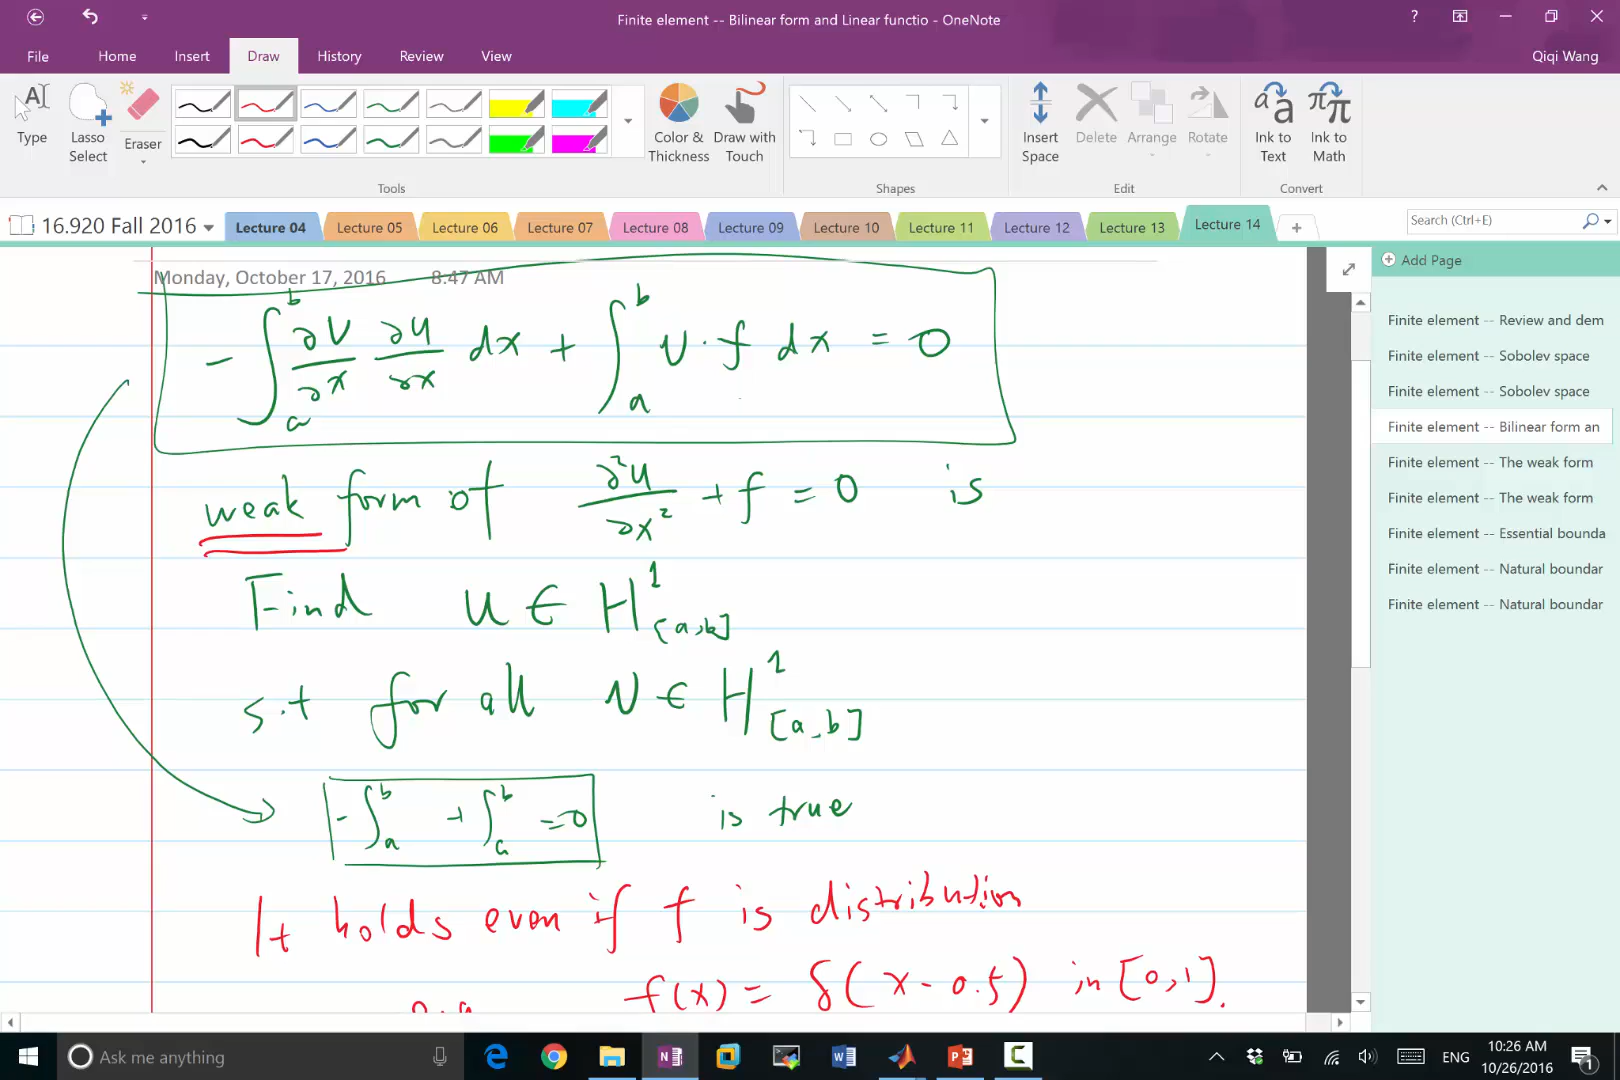 Finite element -- Bilinear form and Linear functio - OneNote
?
File Home Insert Draw History Review View Qiqi Wang
Type Lasso Select Eraser Color & Thickness Draw with Touch Insert Space Delete Arrange Rotate Ink to Text Ink to Math
Tools Shapes Edit Convert
16.920 Fall 2016 Lecture 04 Lecture 05 Lecture 06 Lecture 07 Lecture 08 Lecture 09 Lecture 10 Lecture 11 Lecture 12 Lecture 13 Lecture 14 + Search (Ctrl+E)
Add Page
Monday, October 17, 2016 8:47 AM
- ∫_a^b ∂v/∂x ∂u/∂x dx + ∫_a^b v · f dx = 0
weak form of ∂²u/∂x² + f = 0 is
Find u ∈ H¹[a,b]
s.t for all v ∈ H¹[a,b]
- ∫_a^b + ∫_a^b = 0 is true
It holds even if f is distribution
f(x) = δ(x - 0.5) in [0,1].
Finite element -- Review and dem
Finite element -- Sobolev space
Finite element -- Sobolev space
Finite element -- Bilinear form an
Finite element -- The weak form
Finite element -- The weak form
Finite element -- Essential bounda
Finite element -- Natural boundar
Finite element -- Natural boundar
Ask me anything
ENG
10:26 AM
10/26/2016
1